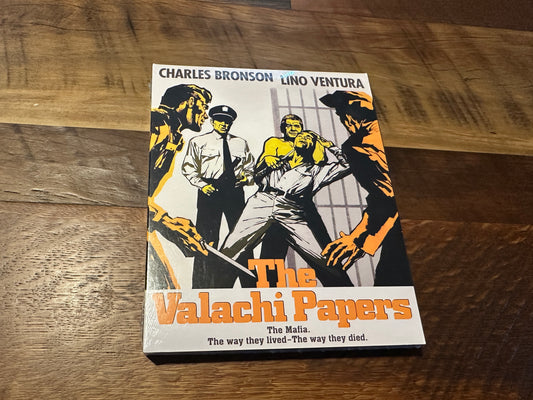 CHARLES BRONSON LINO VENTURA
The
Valachi Papers
The Mafia.
The way they lived–The way they died.